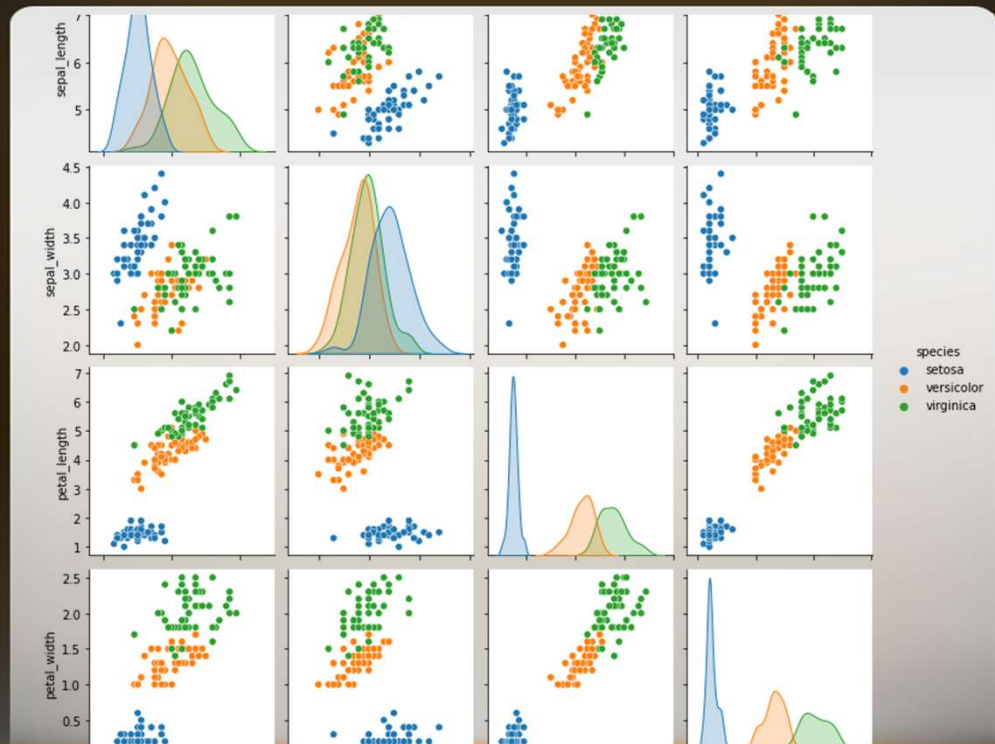 7
sepal_length
6
5
4.5
4.0
sepal_width
3.5
3.0
2.5
2.0
species
setosa
versicolor
virginica
7
6
petal_length
5
4
3
2
1
2.5
2.0
petal_width
1.5
1.0
0.5